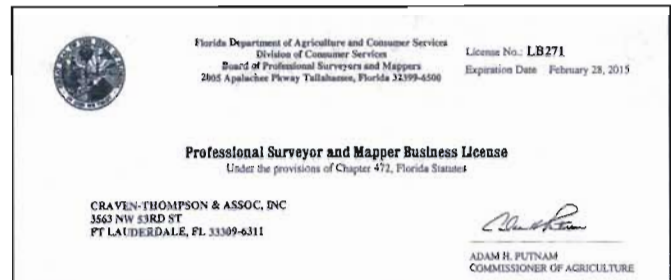 Florida Department of Agriculture and Consumer Services
Division of Consumer Services
Board of Professional Surveyors and Mappers
2005 Apalachee Pkway Tallahassee, Florida 32399-6500
License No.: LB271
Expiration Date February 28, 2015
Professional Surveyor and Mapper Business License
Under the provisions of Chapter 472, Florida Statutes
CRAVEN-THOMPSON & ASSOC, INC
3563 NW 53RD ST
FT LAUDERDALE, FL 33309-6311
ADAM H. PUTNAM
COMMISSIONER OF AGRICULTURE